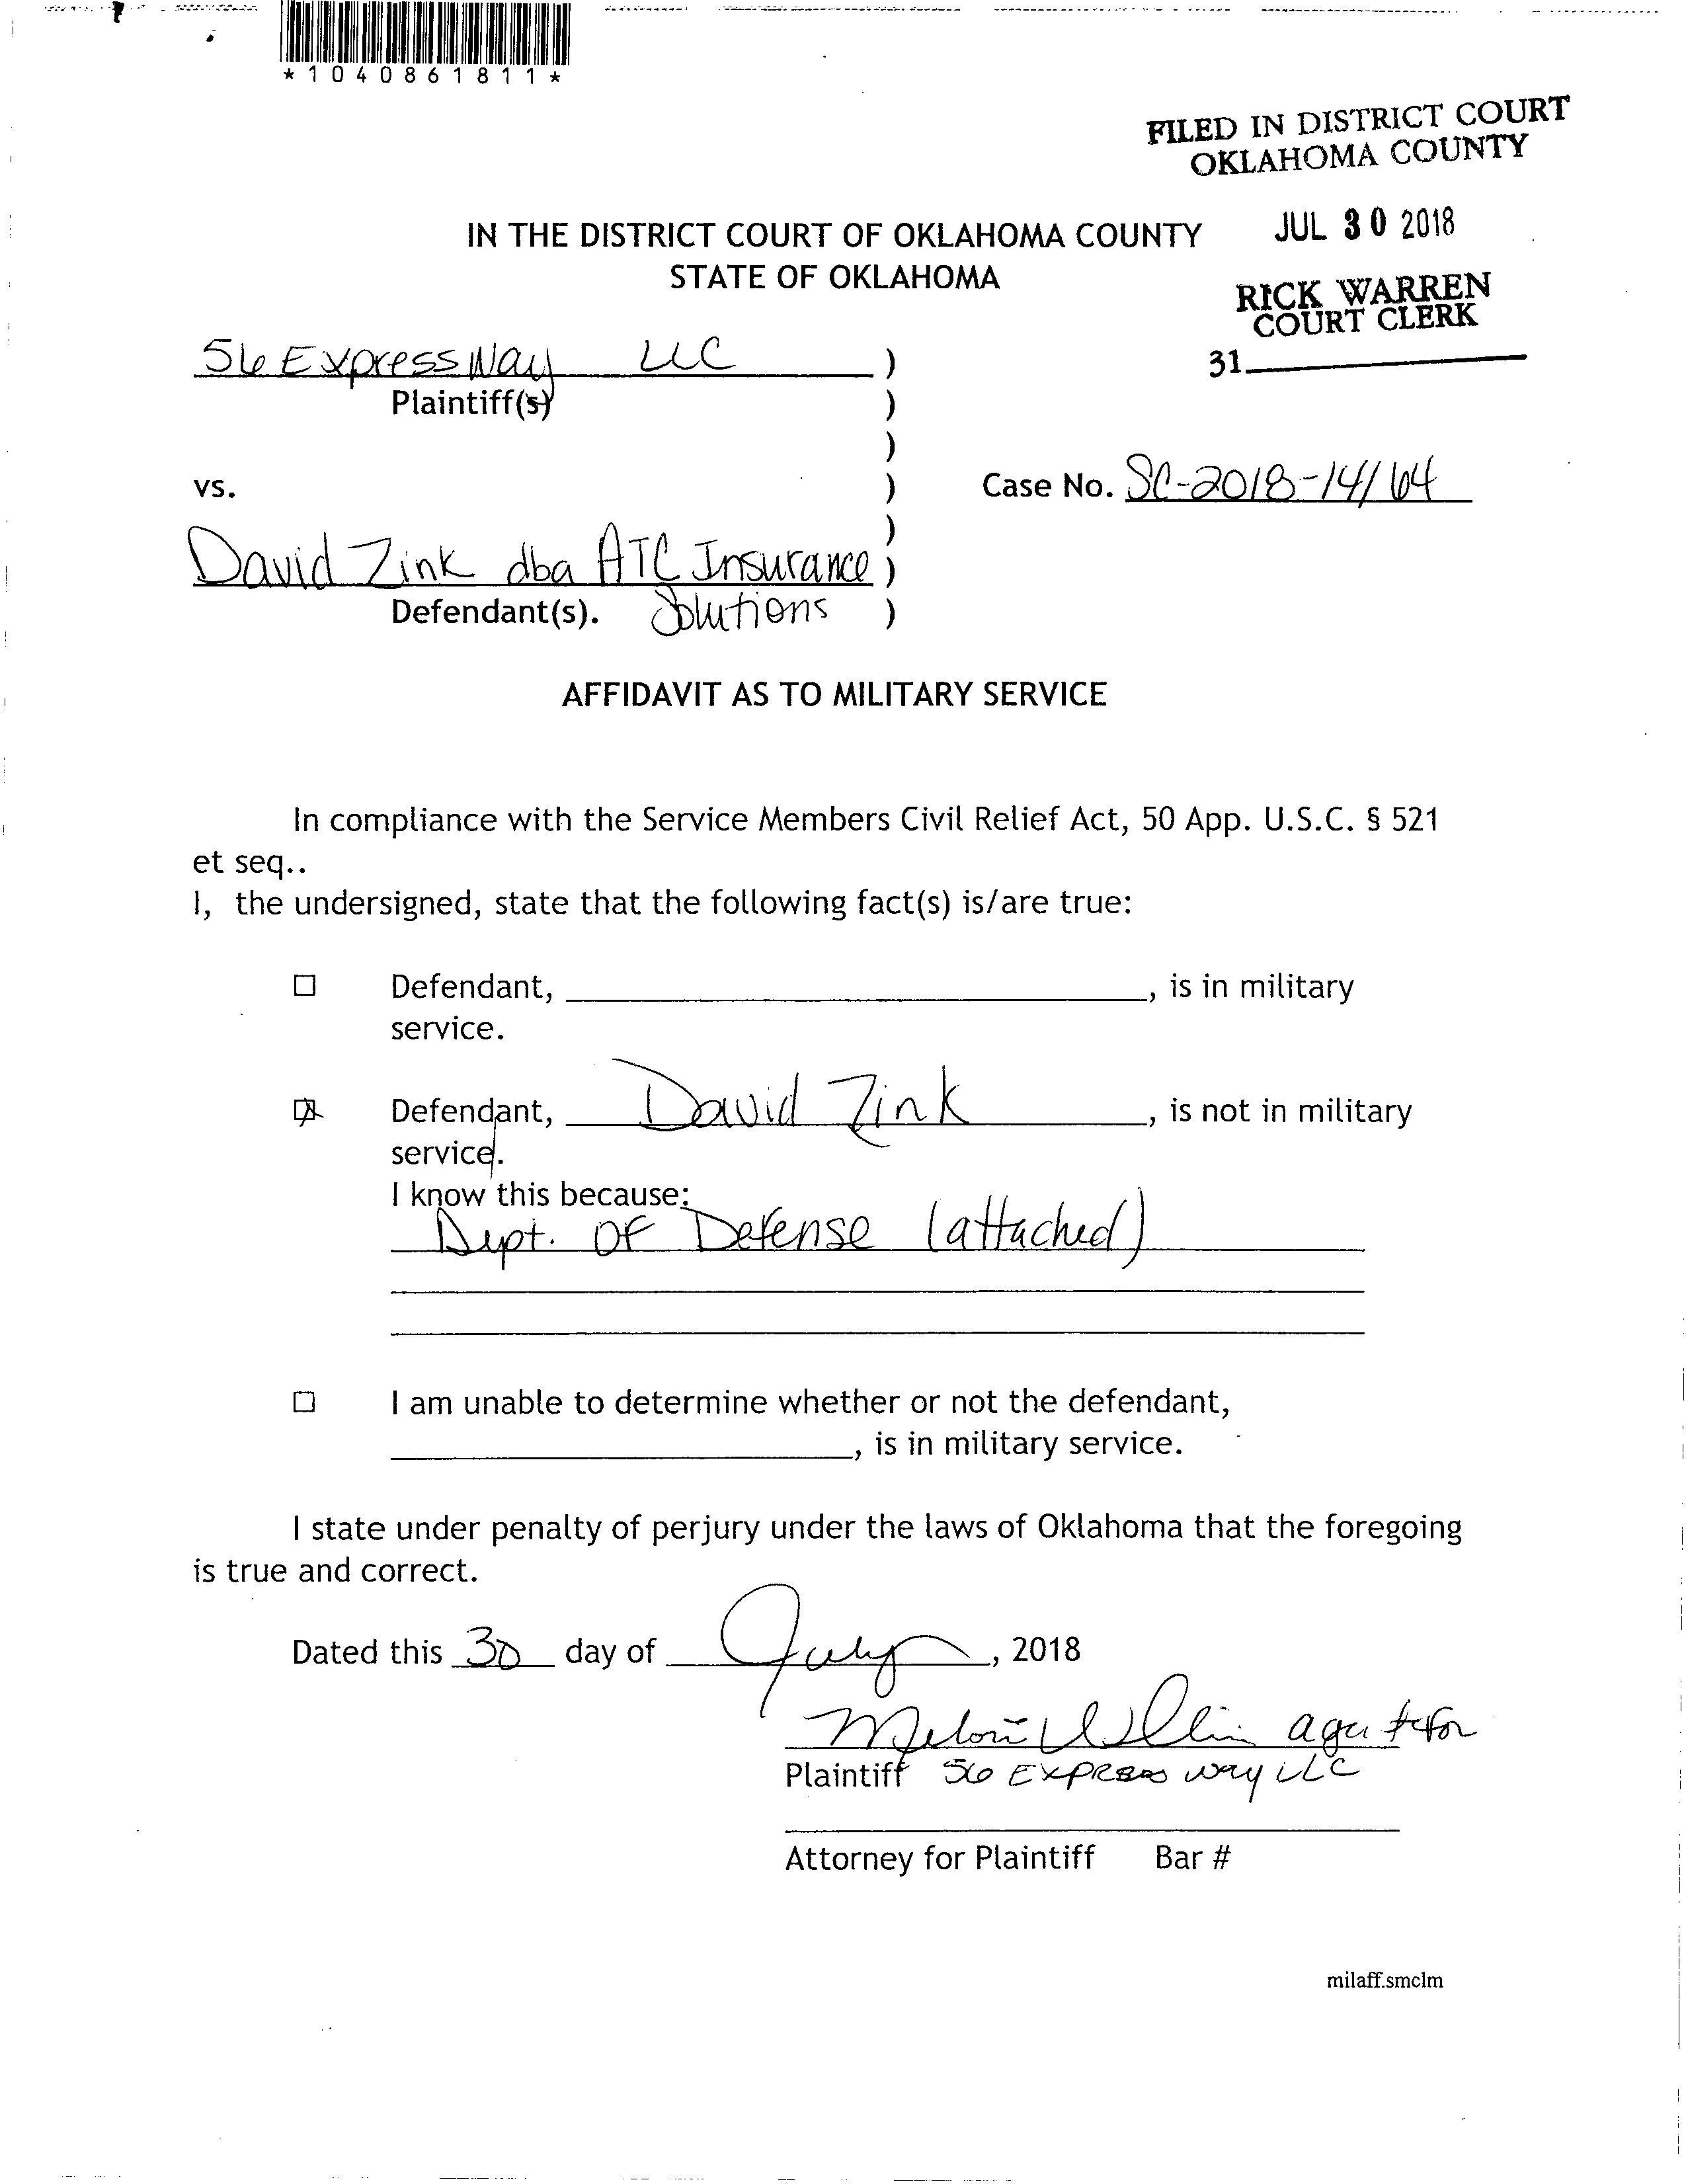 *1040861811*
FILED IN DISTRICT COURT
OKLAHOMA COUNTY
JUL 30 2018
RICK WARREN
COURT CLERK
31
IN THE DISTRICT COURT OF OKLAHOMA COUNTY
STATE OF OKLAHOMA
56 ExpressWay LLC )
Plaintiff(s) )
)
vs. ) Case No. SC-2018-14164
)
David Zink dba ATC Insurance )
Defendant(s). Solutions )
AFFIDAVIT AS TO MILITARY SERVICE
In compliance with the Service Members Civil Relief Act, 50 App. U.S.C. § 521
et seq..
I, the undersigned, state that the following fact(s) is/are true:
☐ Defendant, , is in military
service.
☒ Defendant, David Zink, is not in military
service.
I know this because:
Dept. of Defense (attached)
☐ I am unable to determine whether or not the defendant,
, is in military service.
I state under penalty of perjury under the laws of Oklahoma that the foregoing
is true and correct.
Dated this 30 day of July, 2018
agent for
Plaintiff 56 EXPRESS WAY LLC
Attorney for Plaintiff Bar #
milaff.smclm